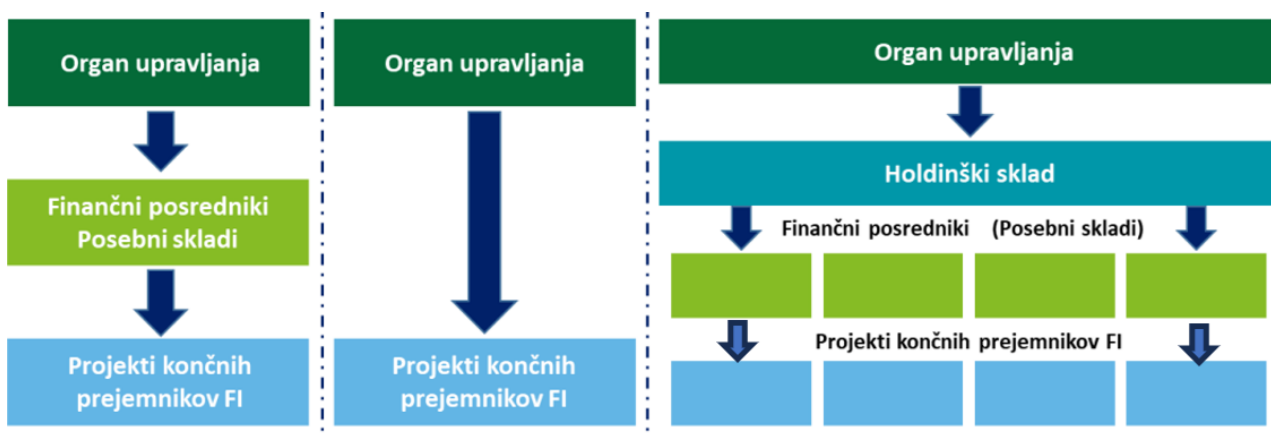 Organ upravljanja
Finančni posredniki
Posebni skladi
Projekti končnih
prejemnikov FI
Organ upravljanja
Projekti končnih
prejemnikov FI
Organ upravljanja
Holdinški sklad
Finančni posredniki (Posebni skladi)
Projekti končnih prejemnikov FI